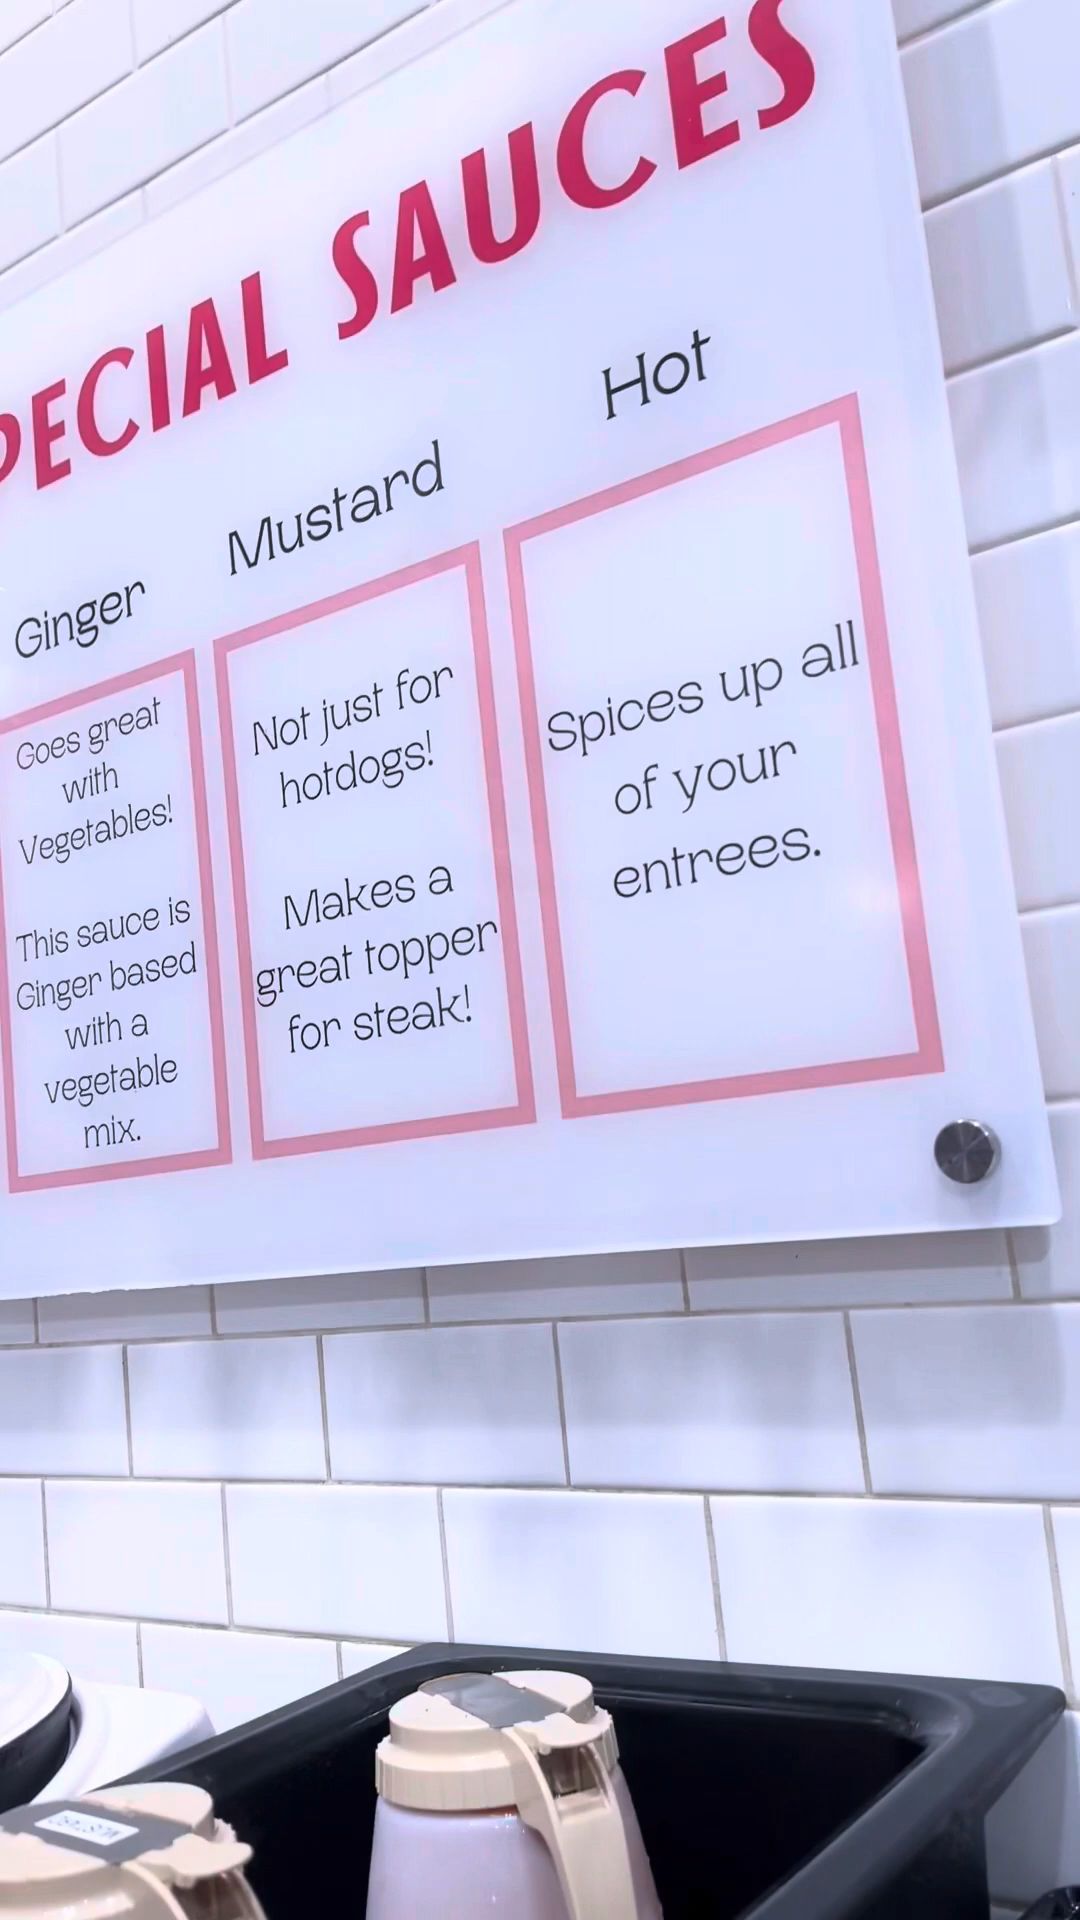 PECIAL SAUCES
Ginger
Goes great
with
Vegetables!
This sauce is
Ginger based
with a
vegetable
mix.
Mustard
Not just for
hotdogs!
Makes a
great topper
for steak!
Hot
Spices up all
of your
entrees.